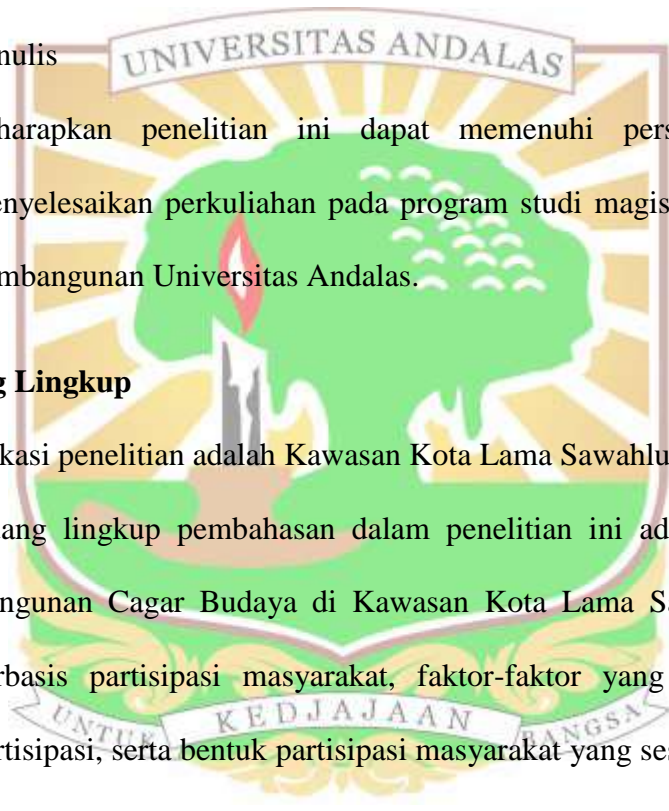 UNIVERSITAS ANDALAS
nulis
harapkan penelitian ini dapat memenuhi pers
enyelesaikan perkuliahan pada program studi magis
mbangunan Universitas Andalas.
g Lingkup
kasi penelitian adalah Kawasan Kota Lama Sawahlu
ang lingkup pembahasan dalam penelitian ini ad
ngunan Cagar Budaya di Kawasan Kota Lama Sa
rbasis partisipasi masyarakat, faktor-faktor yang
rtisipasi, serta bentuk partisipasi masyarakat yang ses
UNTUK KEDJAJAAN BANGSA